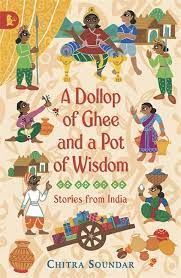 A Dollop
of Ghee
and a Pot
of Wisdom
Stories from India
CHITRA SOUNDAR